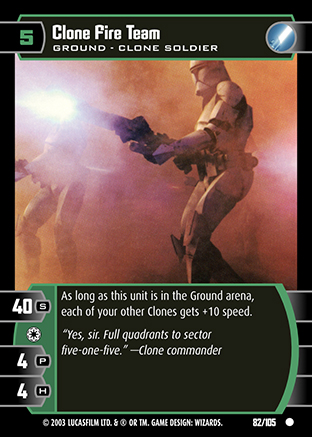 5 Clone Fire Team
GROUND - CLONE SOLDIER
40 S
As long as this unit is in the Ground arena,
each of your other Clones gets +10 speed.
"Yes, sir. Full quadrants to sector
five-one-five." —Clone commander
4 P
4 H
© 2003 LUCASFILM LTD. & ® OR TM. GAME DESIGN: WIZARDS. 82/105